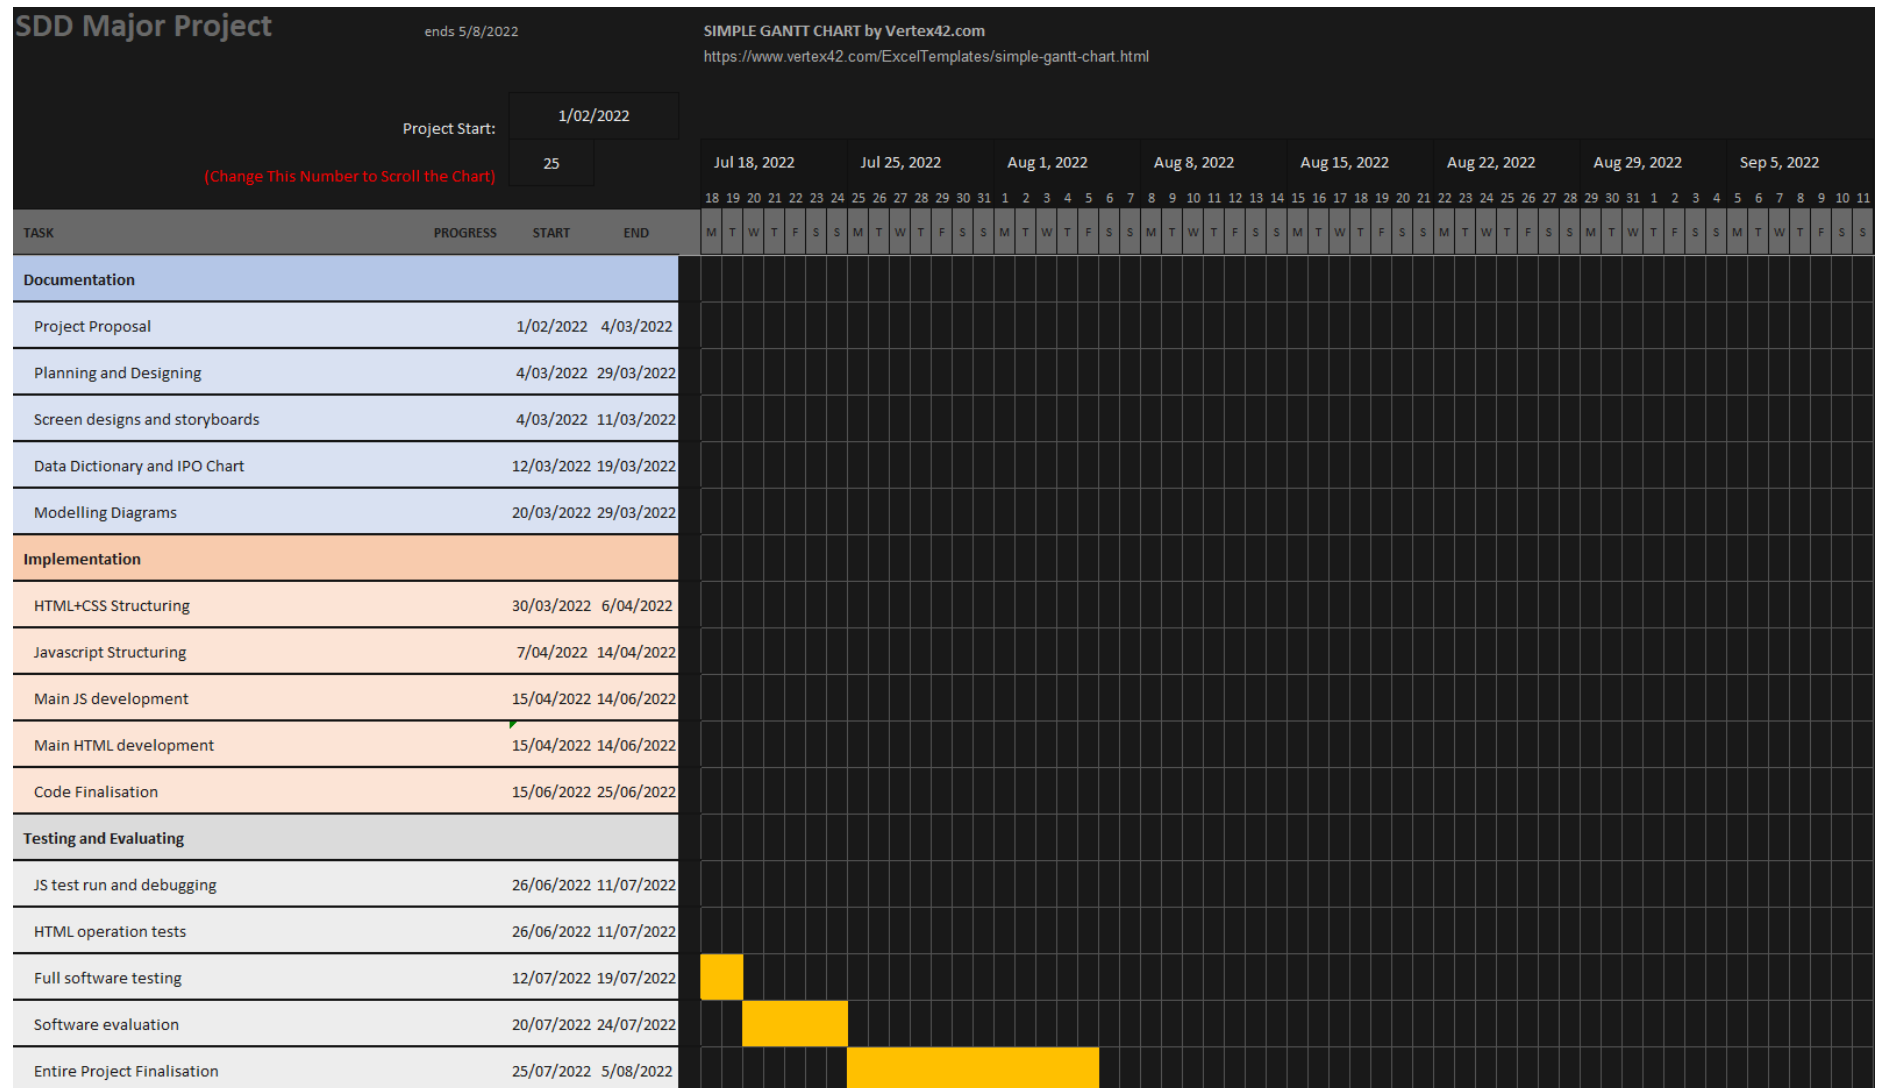 SDD Major Project ends 5/8/2022 SIMPLE GANTT CHART by Vertex42.com
https://www.vertex42.com/ExcelTemplates/simple-gantt-chart.html
Project Start: 1/02/2022
(Change This Number to Scroll the Chart) 25 Jul 18, 2022 Jul 25, 2022 Aug 1, 2022 Aug 8, 2022 Aug 15, 2022 Aug 22, 2022 Aug 29, 2022 Sep 5, 2022
18 19 20 21 22 23 24 25 26 27 28 29 30 31 1 2 3 4 5 6 7 8 9 10 11 12 13 14 15 16 17 18 19 20 21 22 23 24 25 26 27 28 29 30 31 1 2 3 4 5 6 7 8 9 10 11
TASK PROGRESS START END M T W T F S S M T W T F S S M T W T F S S M T W T F S S M T W T F S S M T W T F S S M T W T F S S M T W T F S S
Documentation
Project Proposal 1/02/2022 4/03/2022
Planning and Designing 4/03/2022 29/03/2022
Screen designs and storyboards 4/03/2022 11/03/2022
Data Dictionary and IPO Chart 12/03/2022 19/03/2022
Modelling Diagrams 20/03/2022 29/03/2022
Implementation
HTML+CSS Structuring 30/03/2022 6/04/2022
Javascript Structuring 7/04/2022 14/04/2022
Main JS development 15/04/2022 14/06/2022
Main HTML development 15/04/2022 14/06/2022
Code Finalisation 15/06/2022 25/06/2022
Testing and Evaluating
JS test run and debugging 26/06/2022 11/07/2022
HTML operation tests 26/06/2022 11/07/2022
Full software testing 12/07/2022 19/07/2022
Software evaluation 20/07/2022 24/07/2022
Entire Project Finalisation 25/07/2022 5/08/2022